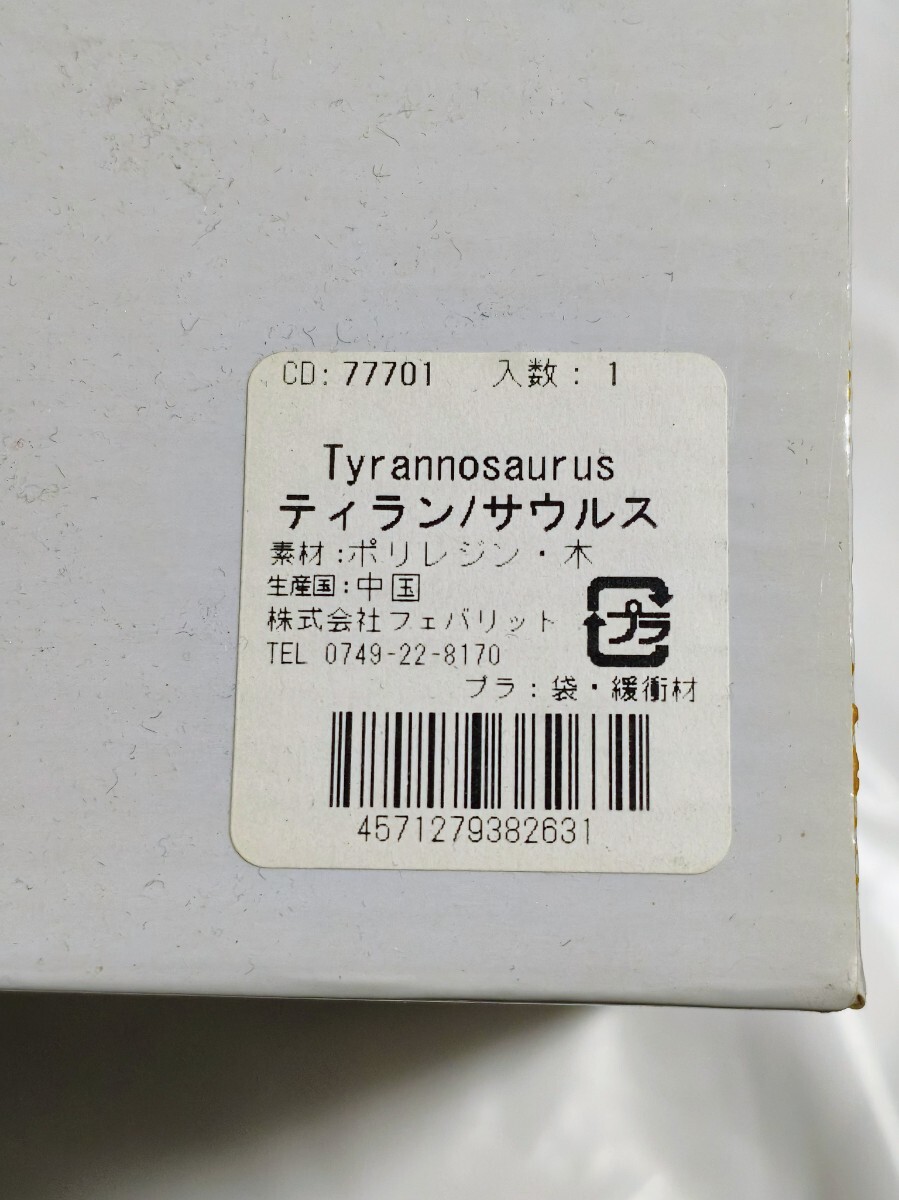 CD: 77701 入数: 1
Tyrannosaurus
ティラン/サウルス
素材:ポリレジン・木
生産国:中国
株式会社フェバリット
プラ
TEL 0749-22-8170
プラ:袋・緩衝材
4571279382631